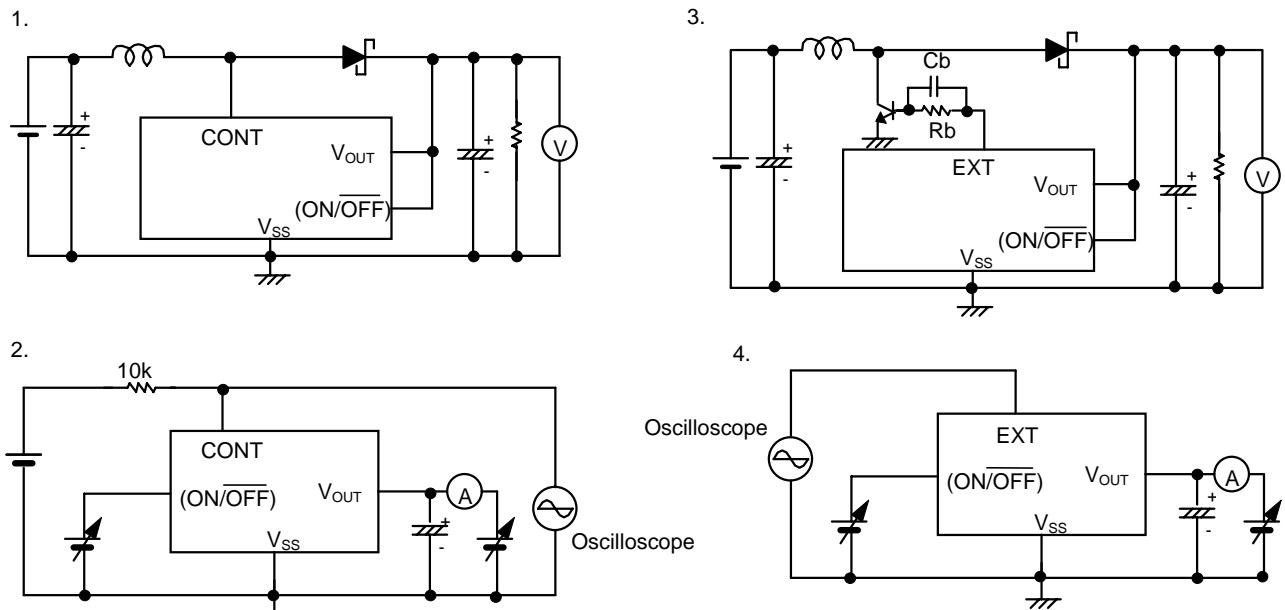 1.
CONT
VOUT
(ON/OFF)
VSS
+
-
+
-
V
3.
Cb
Rb
EXT
VOUT
(ON/OFF)
VSS
+
-
+
-
V
2.
10k
CONT
(ON/OFF)
VOUT
VSS
A
+
-
Oscilloscope
4.
Oscilloscope
EXT
(ON/OFF)
VOUT
VSS
A
+
-